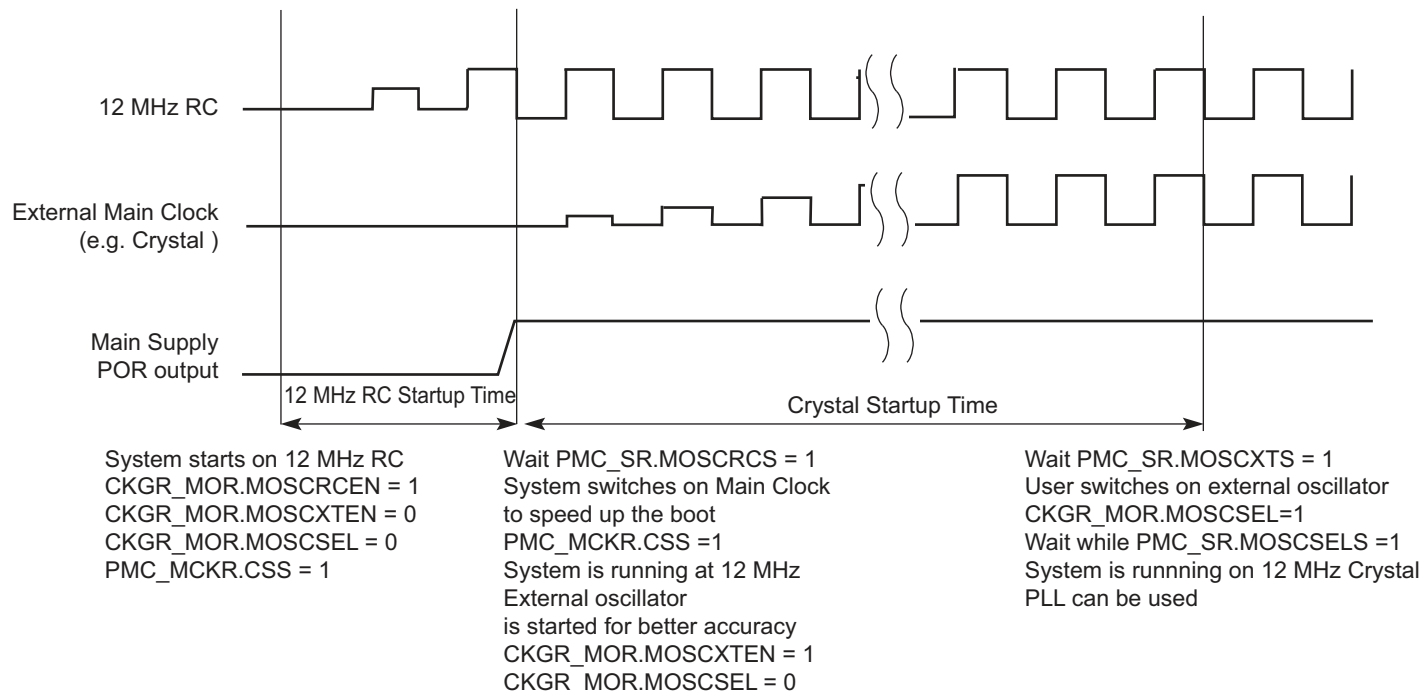 12 MHz RC
External Main Clock
(e.g. Crystal )
Main Supply
POR output
12 MHz RC Startup Time
Crystal Startup Time
System starts on 12 MHz RC
CKGR_MOR.MOSCRCEN = 1
CKGR_MOR.MOSCXTEN = 0
CKGR_MOR.MOSCSEL = 0
PMC_MCKR.CSS = 1
Wait PMC_SR.MOSCRCS = 1
System switches on Main Clock
to speed up the boot
PMC_MCKR.CSS =1
System is running at 12 MHz
External oscillator
is started for better accuracy
CKGR_MOR.MOSCXTEN = 1
CKGR_MOR.MOSCSEL = 0
Wait PMC_SR.MOSCXTS = 1
User switches on external oscillator
CKGR_MOR.MOSCSEL=1
Wait while PMC_SR.MOSCSELS =1
System is runnning on 12 MHz Crystal
PLL can be used